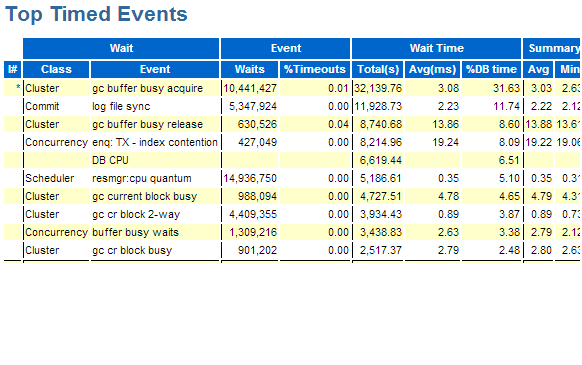 Top Timed Events
Wait Event Wait Time Summary
I# Class Event Waits %Timeouts Total(s) Avg(ms) %DB time Avg Min
* Cluster gc buffer busy acquire 10,441,427 0.01 32,139.76 3.08 31.63 3.03 2.63
Commit log file sync 5,347,924 0.00 11,928.73 2.23 11.74 2.22 2.12
Cluster gc buffer busy release 630,526 0.04 8,740.68 13.86 8.60 13.88 13.61
Concurrency enq: TX - index contention 427,049 0.00 8,214.96 19.24 8.09 19.22 19.06
DB CPU 6,619.44 6.51
Scheduler resmgr:cpu quantum 14,936,750 0.00 5,186.61 0.35 5.10 0.35 0.31
Cluster gc current block busy 988,094 0.00 4,727.51 4.78 4.65 4.79 4.31
Cluster gc cr block 2-way 4,409,355 0.00 3,934.43 0.89 3.87 0.89 0.73
Concurrency buffer busy waits 1,309,216 0.00 3,438.83 2.63 3.38 2.79 2.12
Cluster gc cr block busy 901,202 0.00 2,517.37 2.79 2.48 2.80 2.63